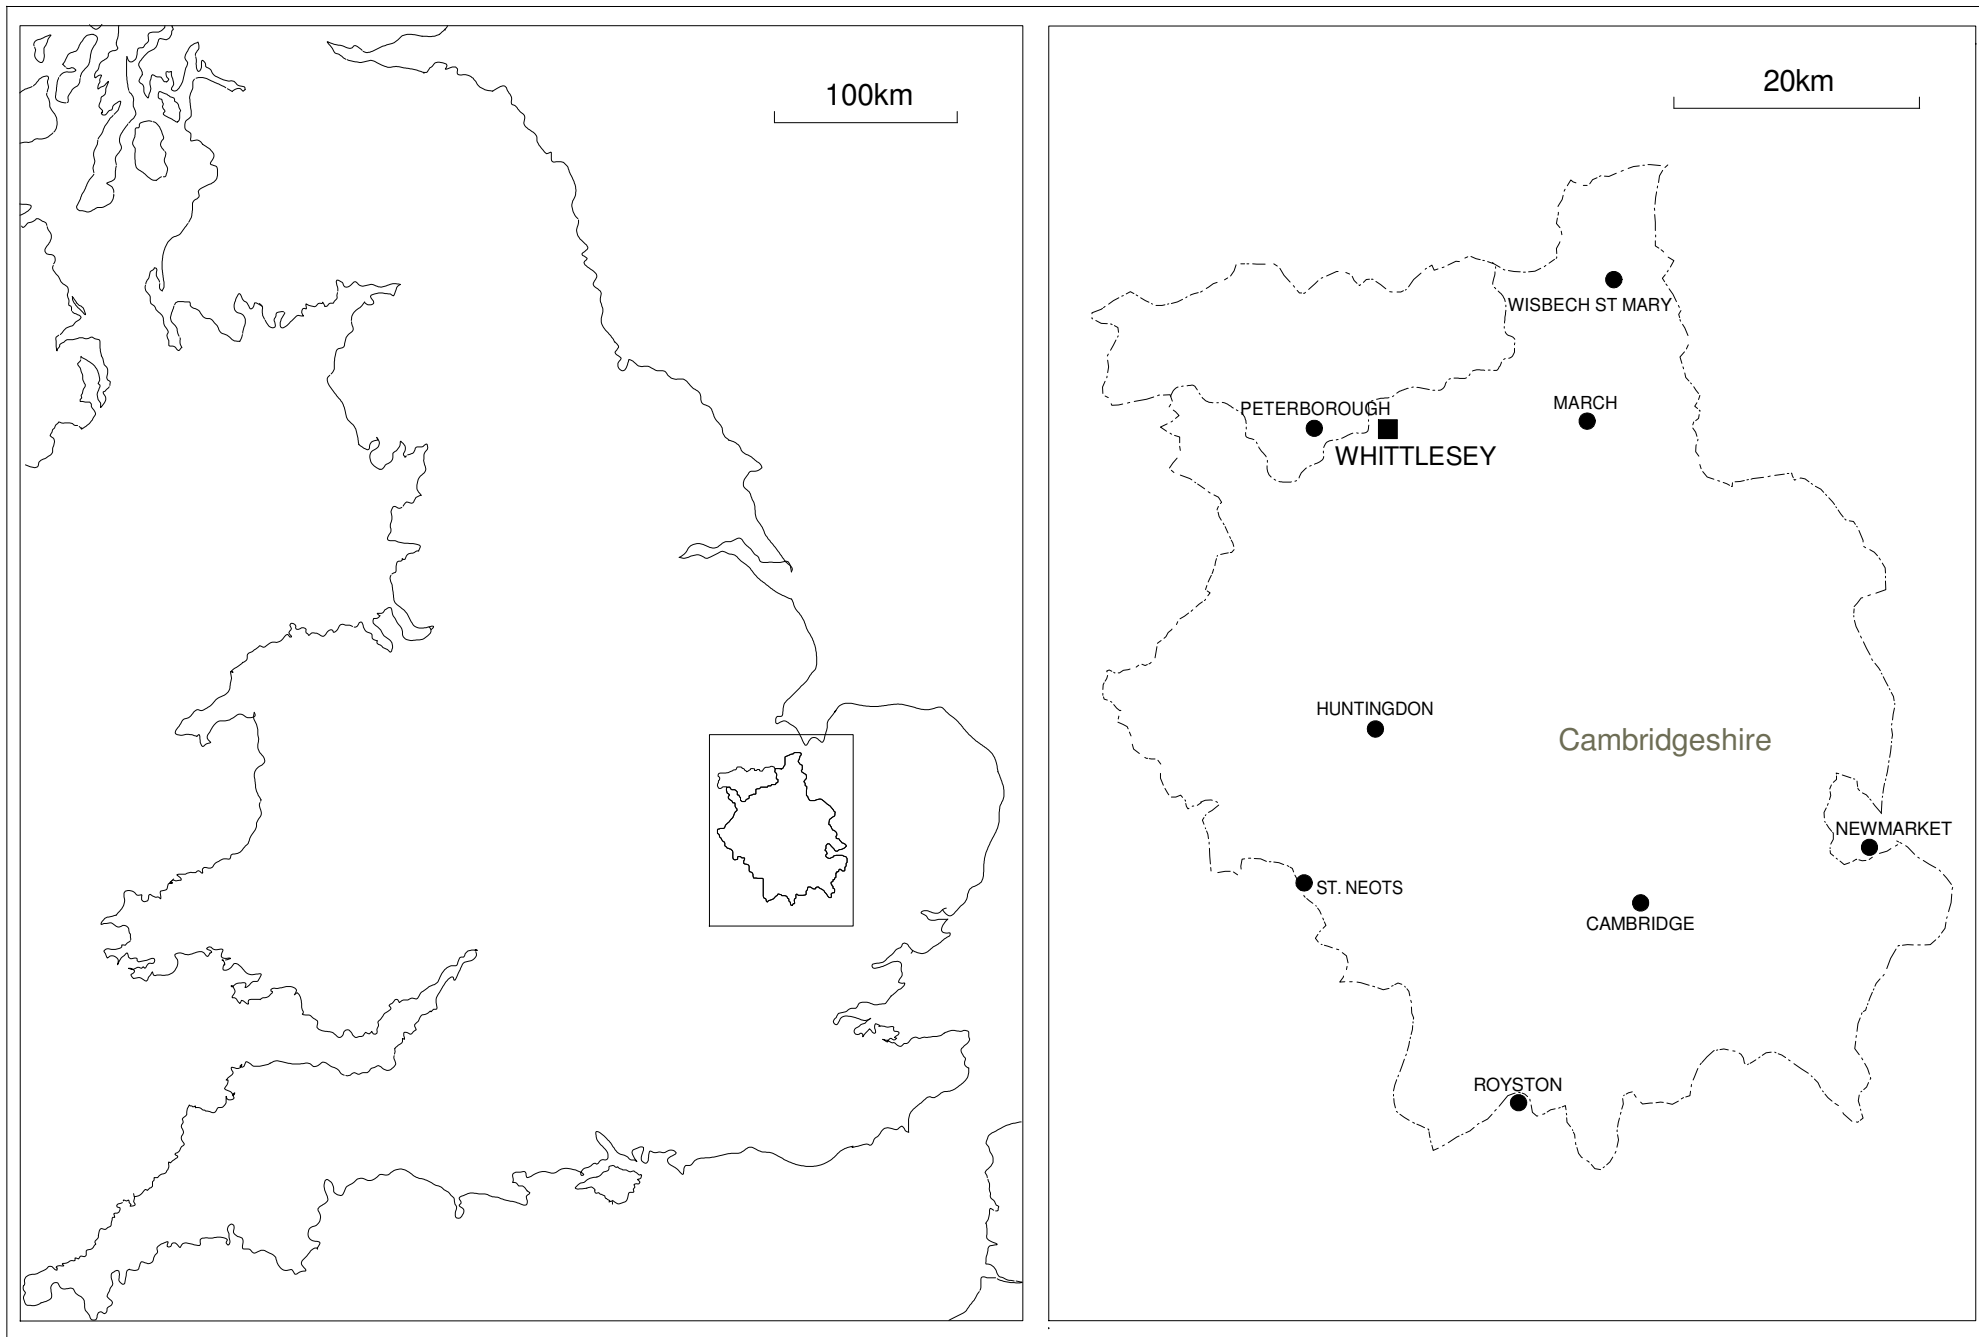 100km
20km
WISBECH ST MARY
PETERBOROUGH
MARCH
WHITTLESEY
HUNTINGDON
Cambridgeshire
NEWMARKET
ST. NEOTS
CAMBRIDGE
ROYSTON